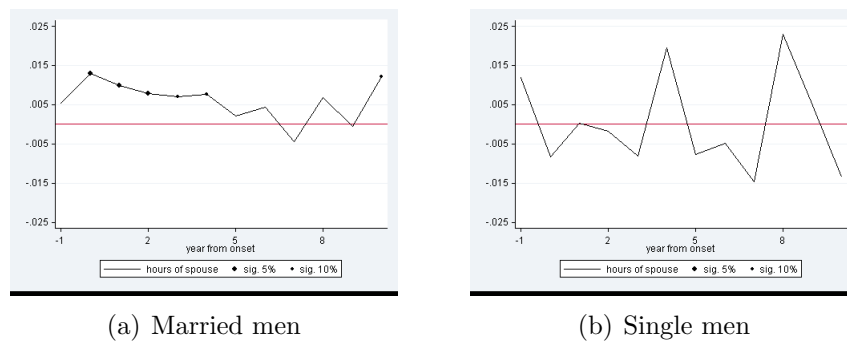 .025
.015
.005
-.005
-.015
-.025
-1 2 5 8
year from onset
hours of spouse sig. 5% sig. 10%
(a) Married men
.025
.015
.005
-.005
-.015
-.025
-1 2 5 8
year from onset
hours of spouse sig. 5% sig. 10%
(b) Single men